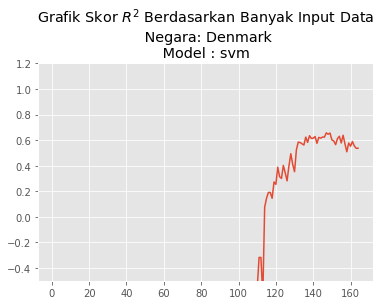 Grafik Skor R² Berdasarkan Banyak Input Data
Negara: Denmark
Model : svm
1.2
1.0
0.8
0.6
0.4
0.2
0.0
−0.2
−0.4
0 20 40 60 80 100 120 140 160